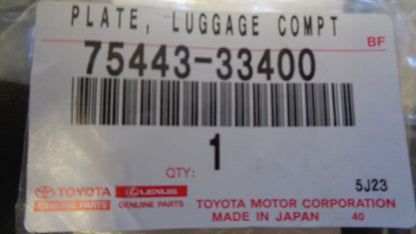 PLATE, LUGGAGE COMPT
BF
75443-33400
QTY: 1
5J23
TOYOTA LEXUS TOYOTA MOTOR CORPORATION
GENUINE PARTS GENUINE PARTS MADE IN JAPAN 40